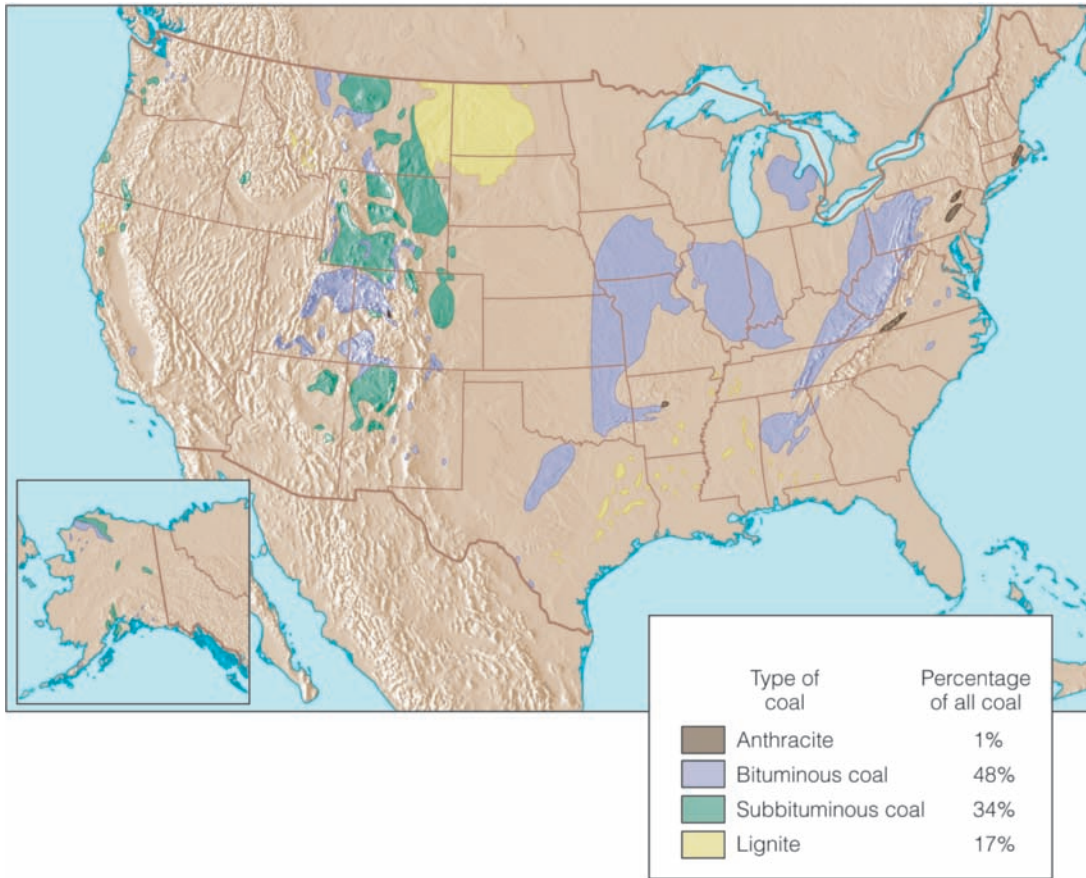 Type of Percentage
coal of all coal
Anthracite 1%
Bituminous coal 48%
Subbituminous coal 34%
Lignite 17%